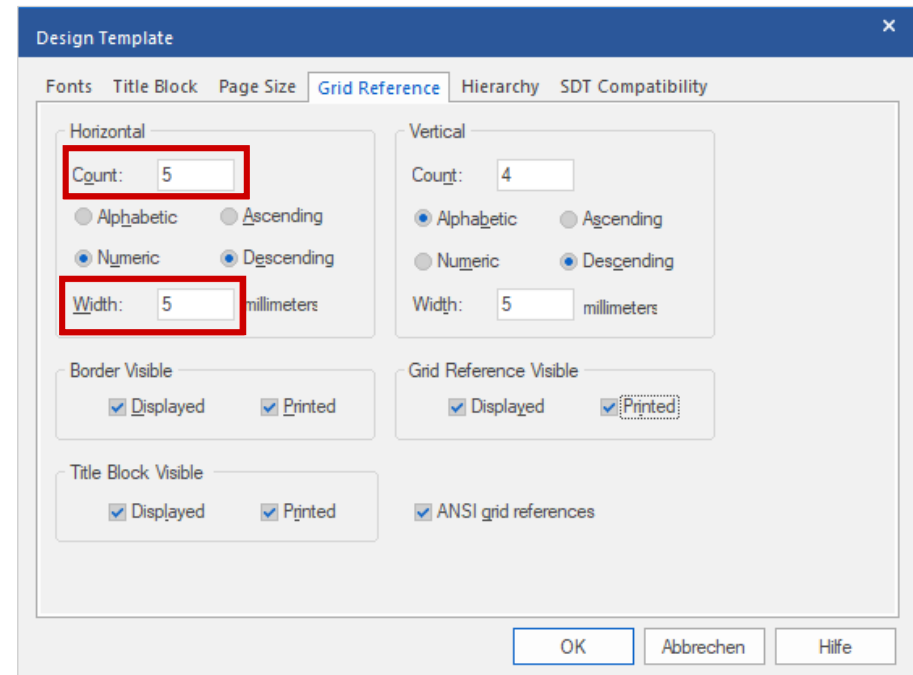 Design Template
Fonts Title Block Page Size Grid Reference Hierarchy SDT Compatibility
Horizontal
Count: 5
Alphabetic Ascending
Numeric Descending
Width: 5 millimeters
Vertical
Count: 4
Alphabetic Ascending
Numeric Descending
Width: 5 millimeters
Border Visible
Displayed Printed
Grid Reference Visible
Displayed Printed
Title Block Visible
Displayed Printed
ANSI grid references
OK Abbrechen Hilfe